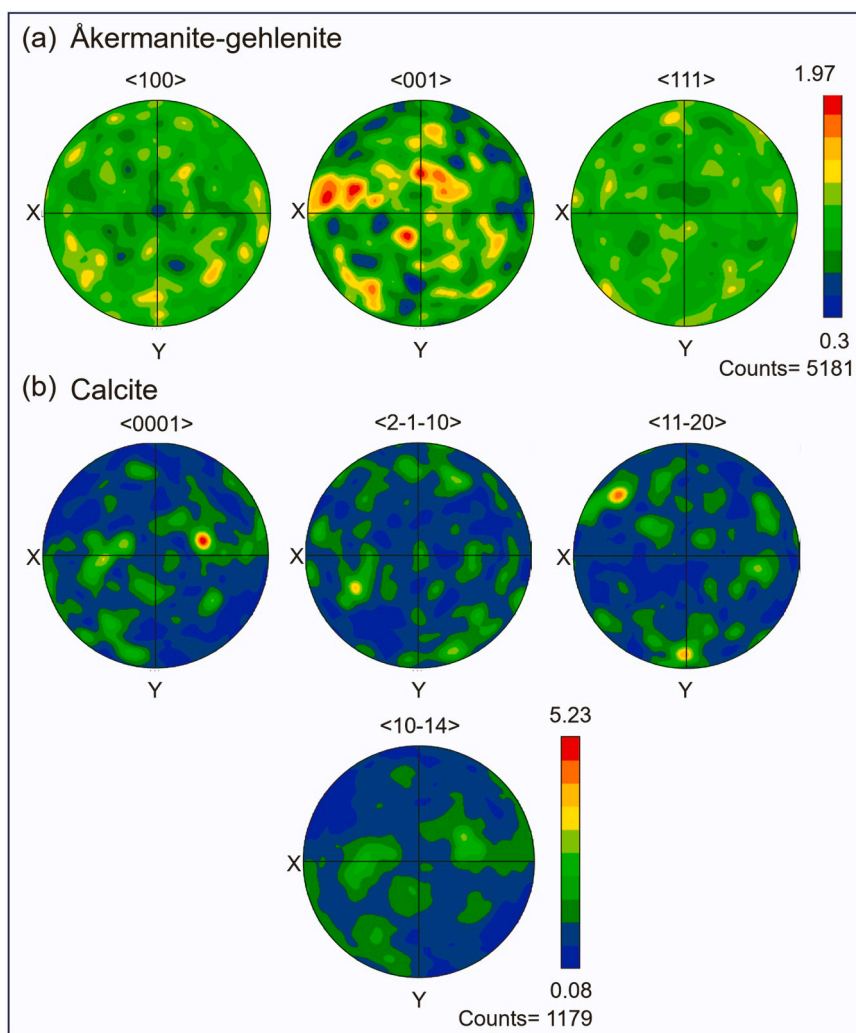 (a) Åkermanite-gehlenite
<100> <001> <111> 1.97
X X X
Y Y Y 0.3
Counts= 5181
(b) Calcite
<0001> <2-1-10> <11-20>
X X X
Y Y Y
<10-14> 5.23
X
Y 0.08
Counts= 1179